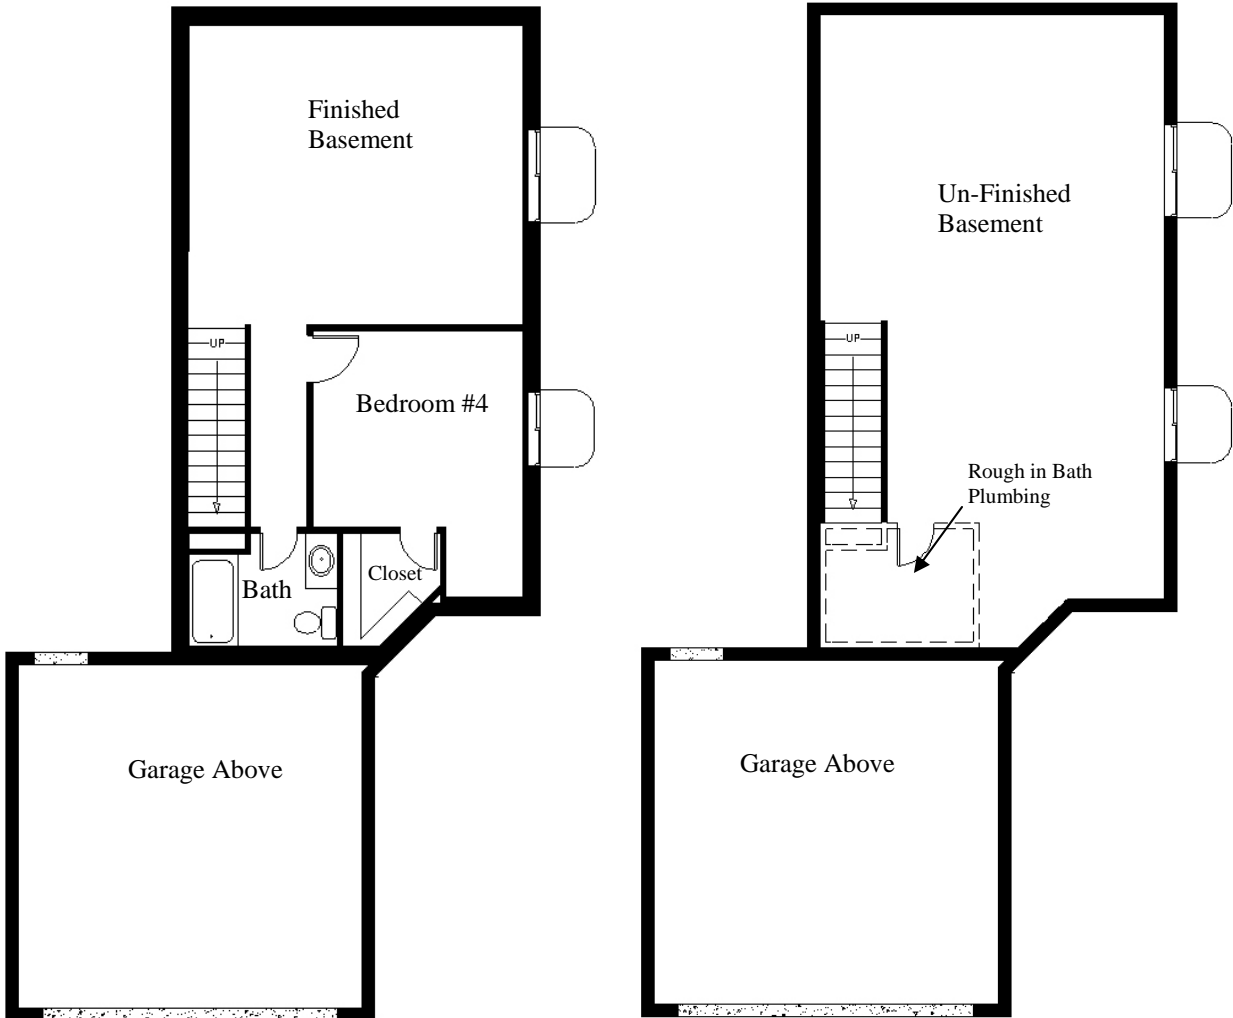 Finished
Basement
UP
Bedroom #4
Bath
Closet
Garage Above
Un-Finished
Basement
UP
Rough in Bath
Plumbing
Garage Above